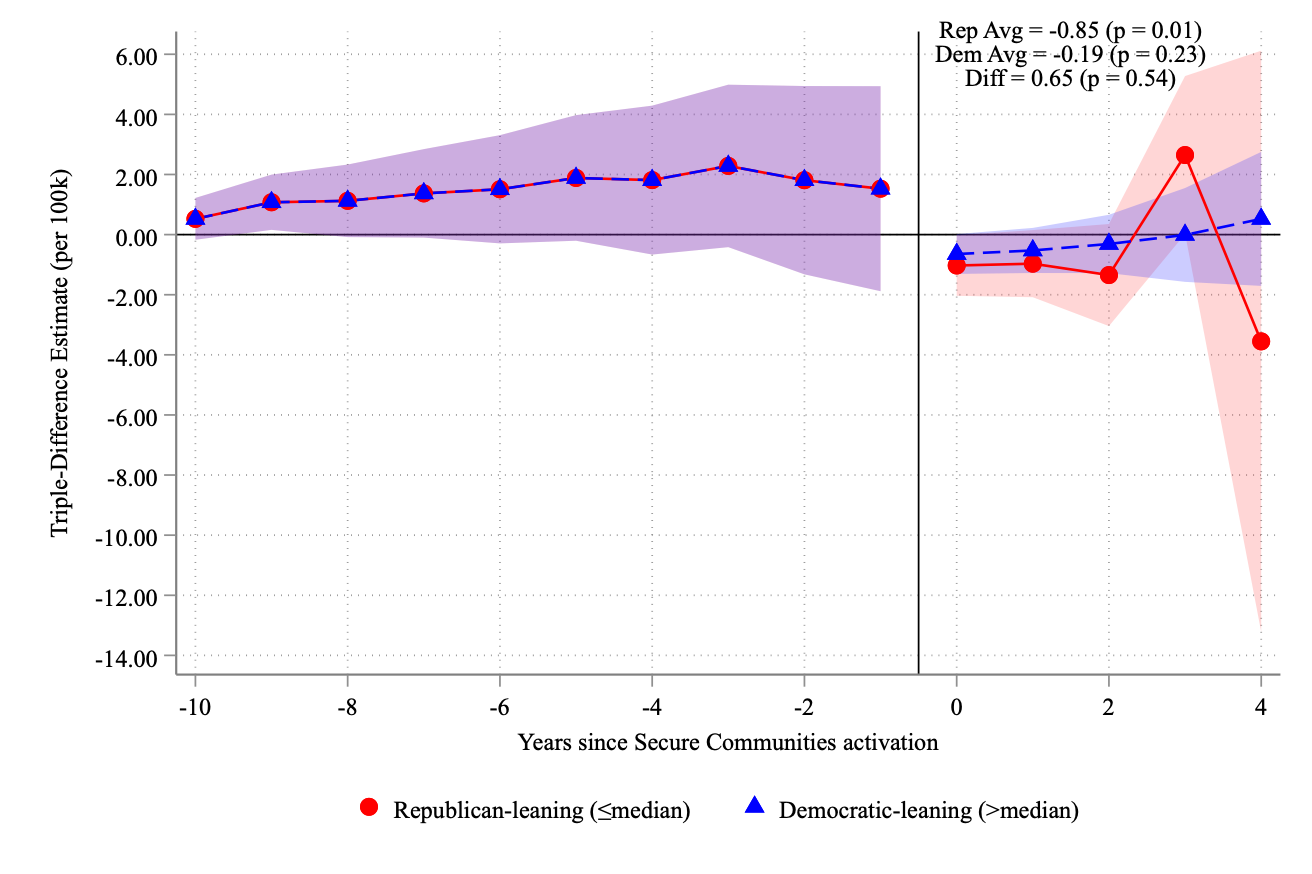 Rep Avg = -0.85 (p = 0.01)
Dem Avg = -0.19 (p = 0.23)
Diff = 0.65 (p = 0.54)
Triple-Difference Estimate (per 100k)
6.00
4.00
2.00
0.00
-2.00
-4.00
-6.00
-8.00
-10.00
-12.00
-14.00
-10 -8 -6 -4 -2 0 2 4
Years since Secure Communities activation
Republican-leaning (≤median) Democratic-leaning (>median)